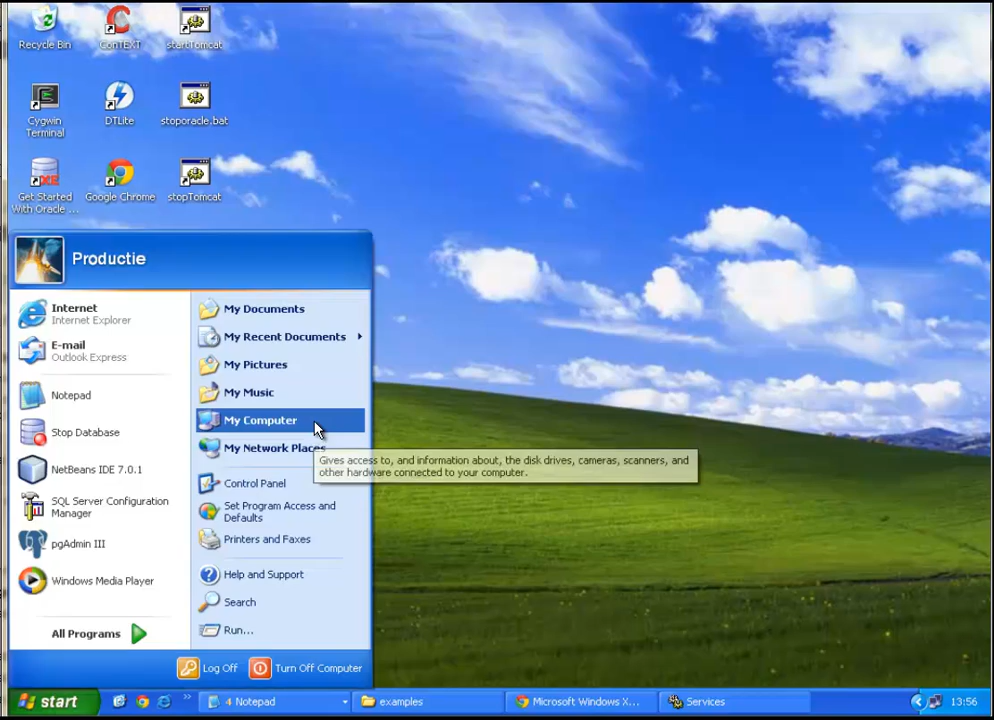 Recycle Bin
ConTEXT
startTomcat
Cygwin
Terminal
DTLite
stoporacle.bat
XE
Get Started
With Oracle ...
Google Chrome
stopTomcat
Productie
Internet
Internet Explorer
E-mail
Outlook Express
Notepad
Stop Database
NetBeans IDE 7.0.1
SQL Server Configuration
Manager
pgAdmin III
Windows Media Player
All Programs
My Documents
My Recent Documents
My Pictures
My Music
My Computer
My Network Places
Gives access to, and information about, the disk drives, cameras, scanners, and
other hardware connected to your computer.
Control Panel
Set Program Access and
Defaults
Printers and Faxes
Help and Support
Search
Run...
Log Off
Turn Off Computer
start
4 Notepad
examples
Microsoft Windows X...
Services
13:56